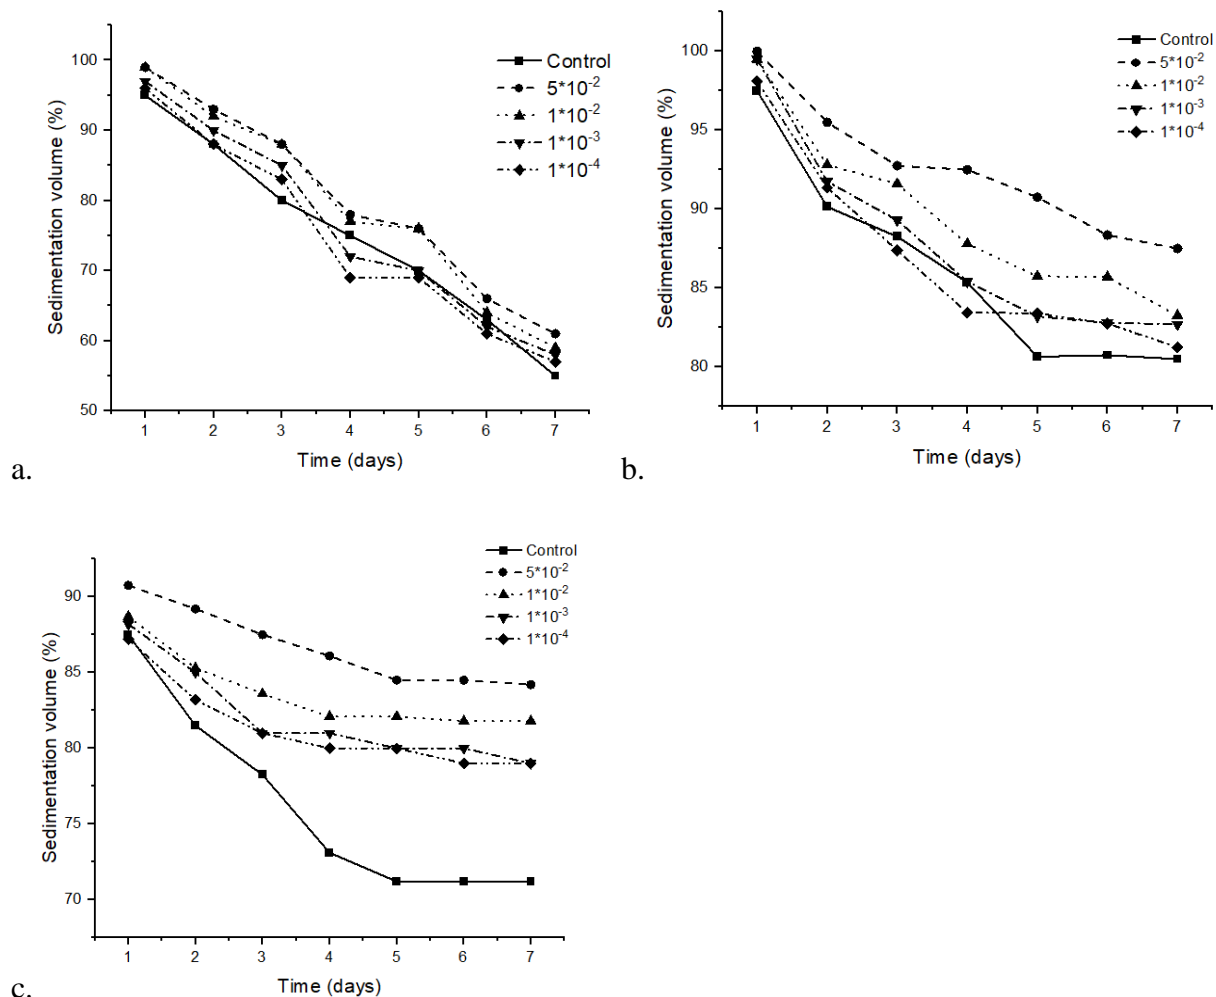 100
90
80
70
60
50
Sedimentation volume (%)
1 2 3 4 5 6 7
Time (days)
Control
5*10⁻²
1*10⁻²
1*10⁻³
1*10⁻⁴
a.
100
95
90
85
80
Sedimentation volume (%)
1 2 3 4 5 6 7
Time (days)
Control
5*10⁻²
1*10⁻²
1*10⁻³
1*10⁻⁴
b.
90
85
80
75
70
Sedimentation volume (%)
1 2 3 4 5 6 7
Time (days)
Control
5*10⁻²
1*10⁻²
1*10⁻³
1*10⁻⁴
c.